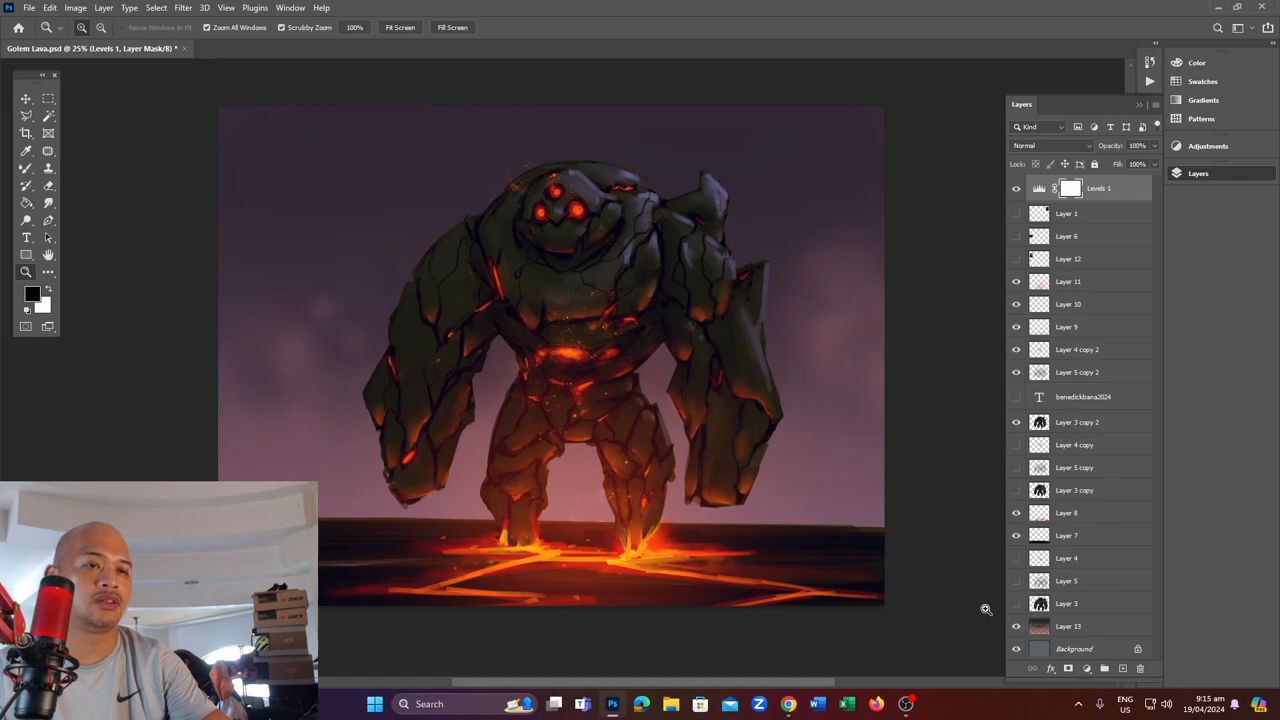 File Edit Image Layer Type Select Filter 3D View Plugins Window Help
Resize Windows to Fit Zoom All Windows Scrubby Zoom 100% Fit Screen Fill Screen
Golem Lava.psd @ 25% (Levels 1, Layer Mask/8) *
Color
Swatches
Gradients
Patterns
Adjustments
Layers
Layers
Kind
Normal Opacity: 100%
Lock: Fill: 100%
Levels 1
Layer 1
Layer 6
Layer 12
Layer 11
Layer 10
Layer 9
Layer 4 copy 2
Layer 5 copy 2
benedickbana2024
Layer 3 copy 2
Layer 4 copy
Layer 5 copy
Layer 3 copy
Layer 8
Layer 7
Layer 4
Layer 5
Layer 3
Layer 13
Background
Search
ENG
US
9:15 am
19/04/2024